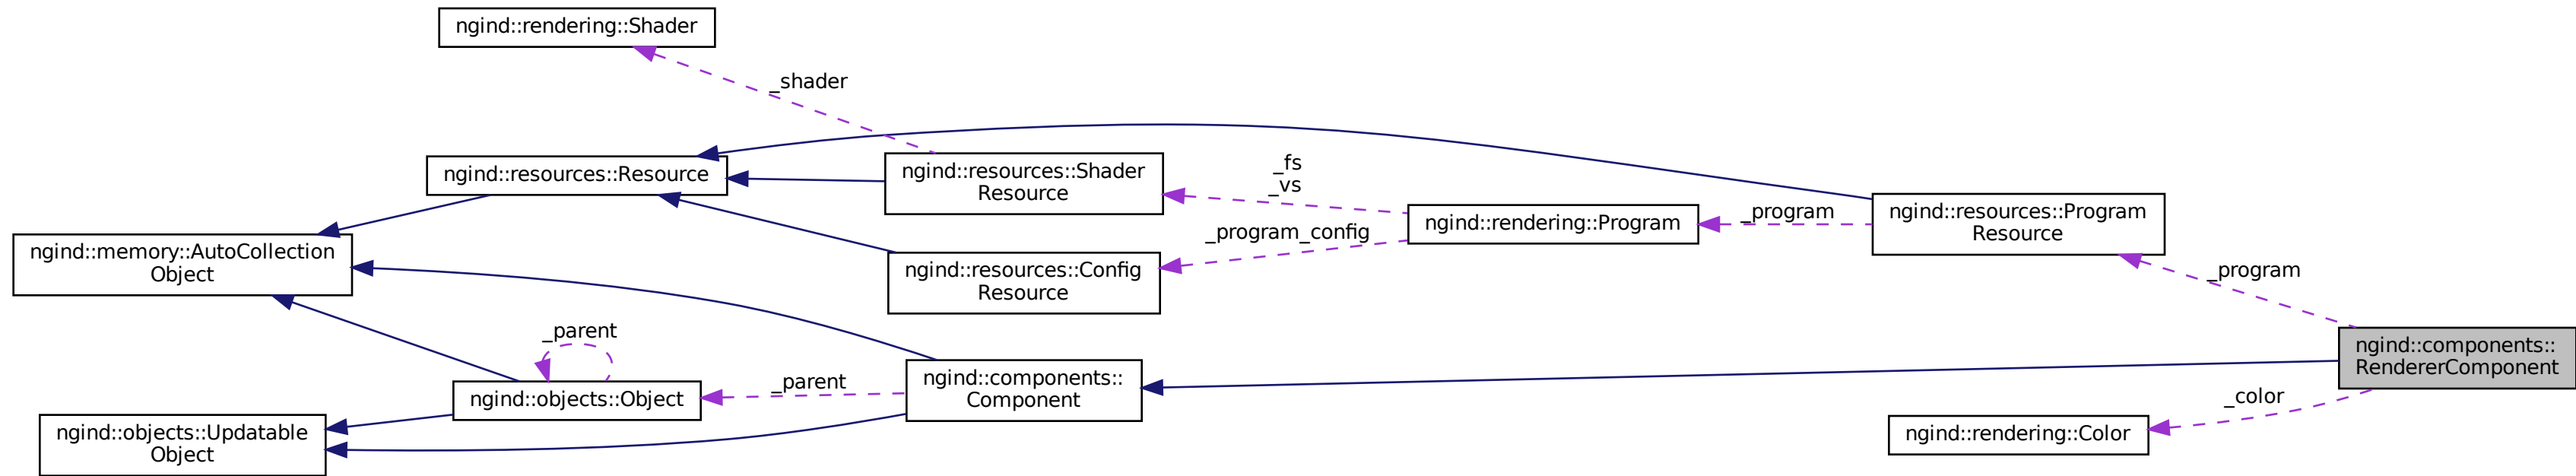 ngind::rendering::Shader
_shader
ngind::resources::Resource
ngind::resources::Shader
Resource
_fs
_vs
ngind::rendering::Program
_program
ngind::resources::Program
Resource
ngind::memory::AutoCollection
Object
_program_config
ngind::resources::Config
Resource
_program
_parent
ngind::components::
RendererComponent
ngind::objects::Object
_parent
ngind::components::
Component
_color
ngind::objects::Updatable
Object
ngind::rendering::Color